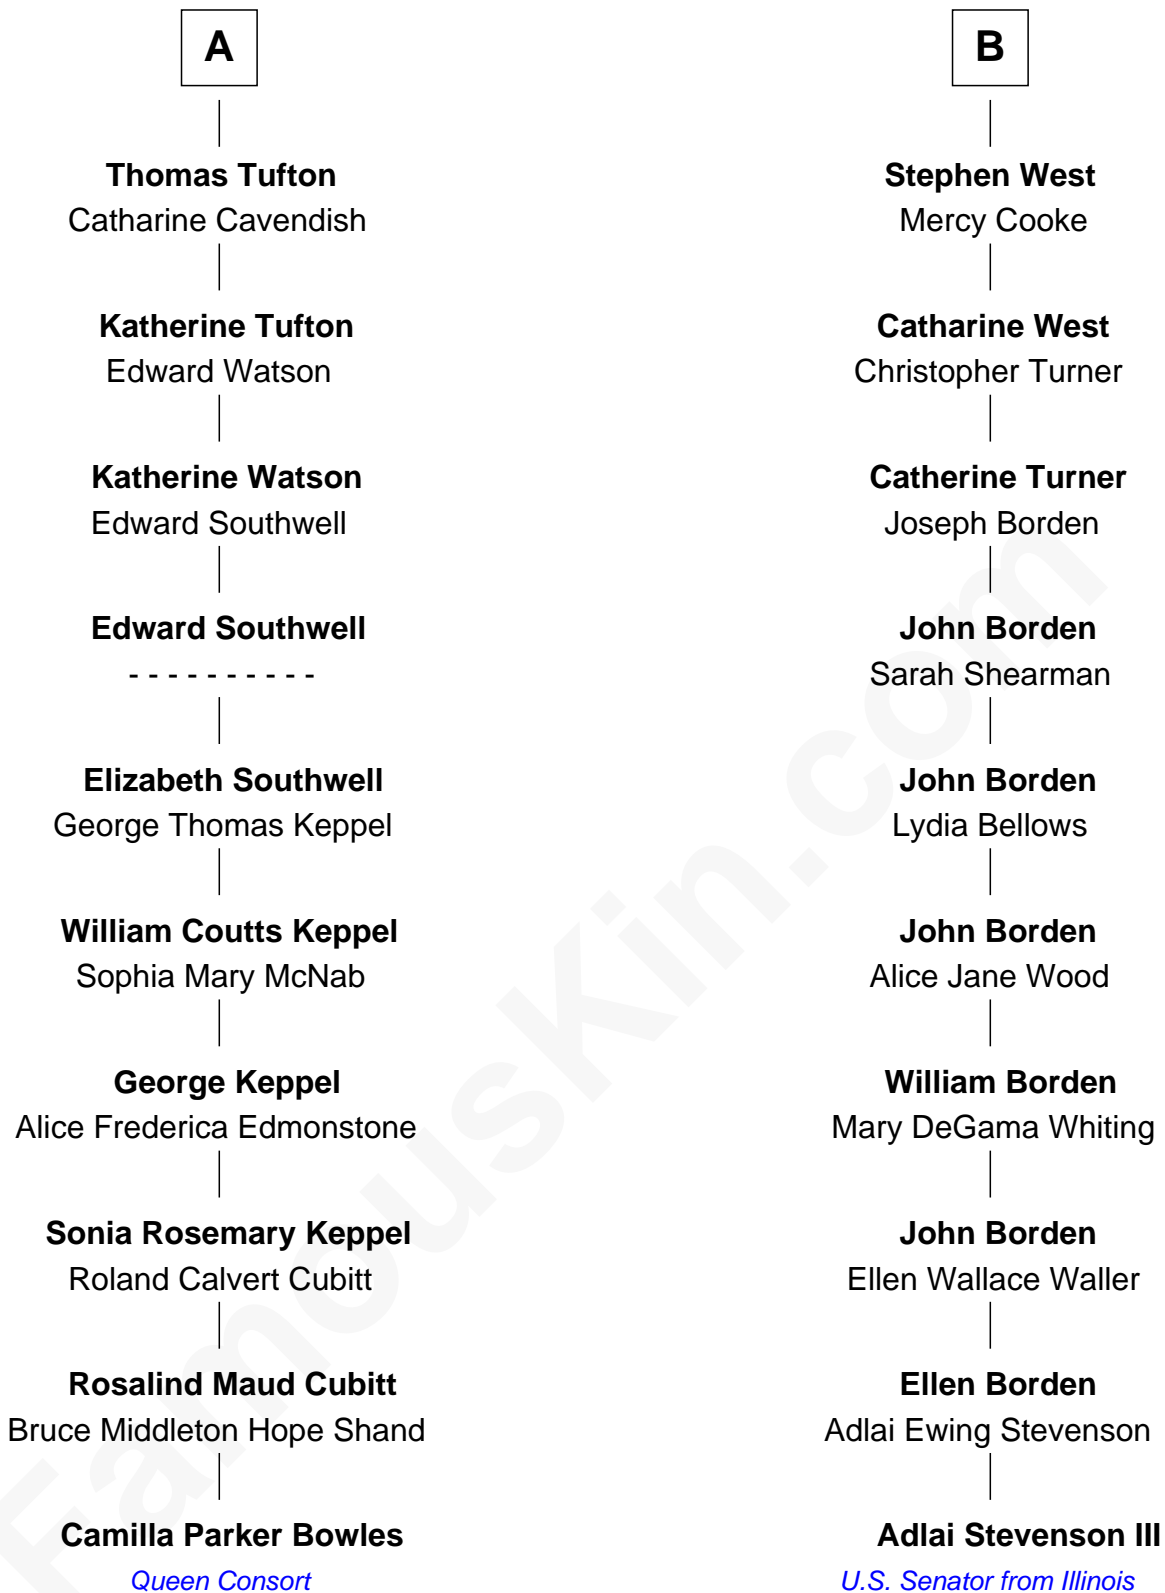 A
Thomas Tufton
Catharine Cavendish
Katherine Tufton
Edward Watson
Katherine Watson
Edward Southwell
Edward Southwell
- - - - - - - - - -
Elizabeth Southwell
George Thomas Keppel
William Coutts Keppel
Sophia Mary McNab
George Keppel
Alice Frederica Edmonstone
Sonia Rosemary Keppel
Roland Calvert Cubitt
Rosalind Maud Cubitt
Bruce Middleton Hope Shand
Camilla Parker Bowles
Queen Consort
B
Stephen West
Mercy Cooke
Catharine West
Christopher Turner
Catherine Turner
Joseph Borden
John Borden
Sarah Shearman
John Borden
Lydia Bellows
John Borden
Alice Jane Wood
William Borden
Mary DeGama Whiting
John Borden
Ellen Wallace Waller
Ellen Borden
Adlai Ewing Stevenson
Adlai Stevenson III
U.S. Senator from Illinois
FamousKin.com